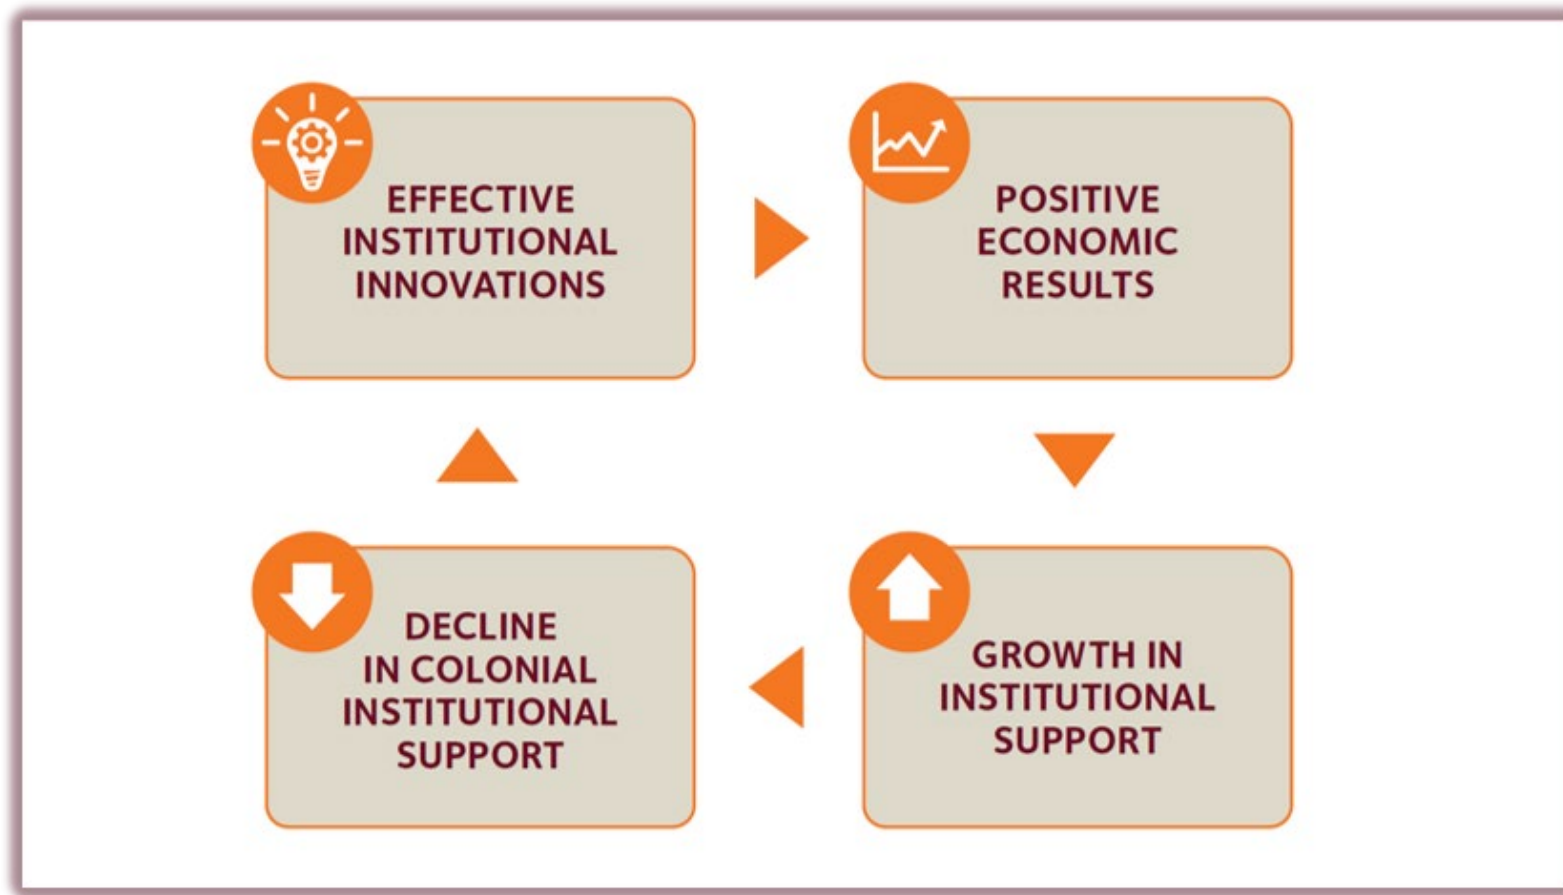 EFFECTIVE
INSTITUTIONAL
INNOVATIONS
POSITIVE
ECONOMIC
RESULTS
DECLINE
IN COLONIAL
INSTITUTIONAL
SUPPORT
GROWTH IN
INSTITUTIONAL
SUPPORT